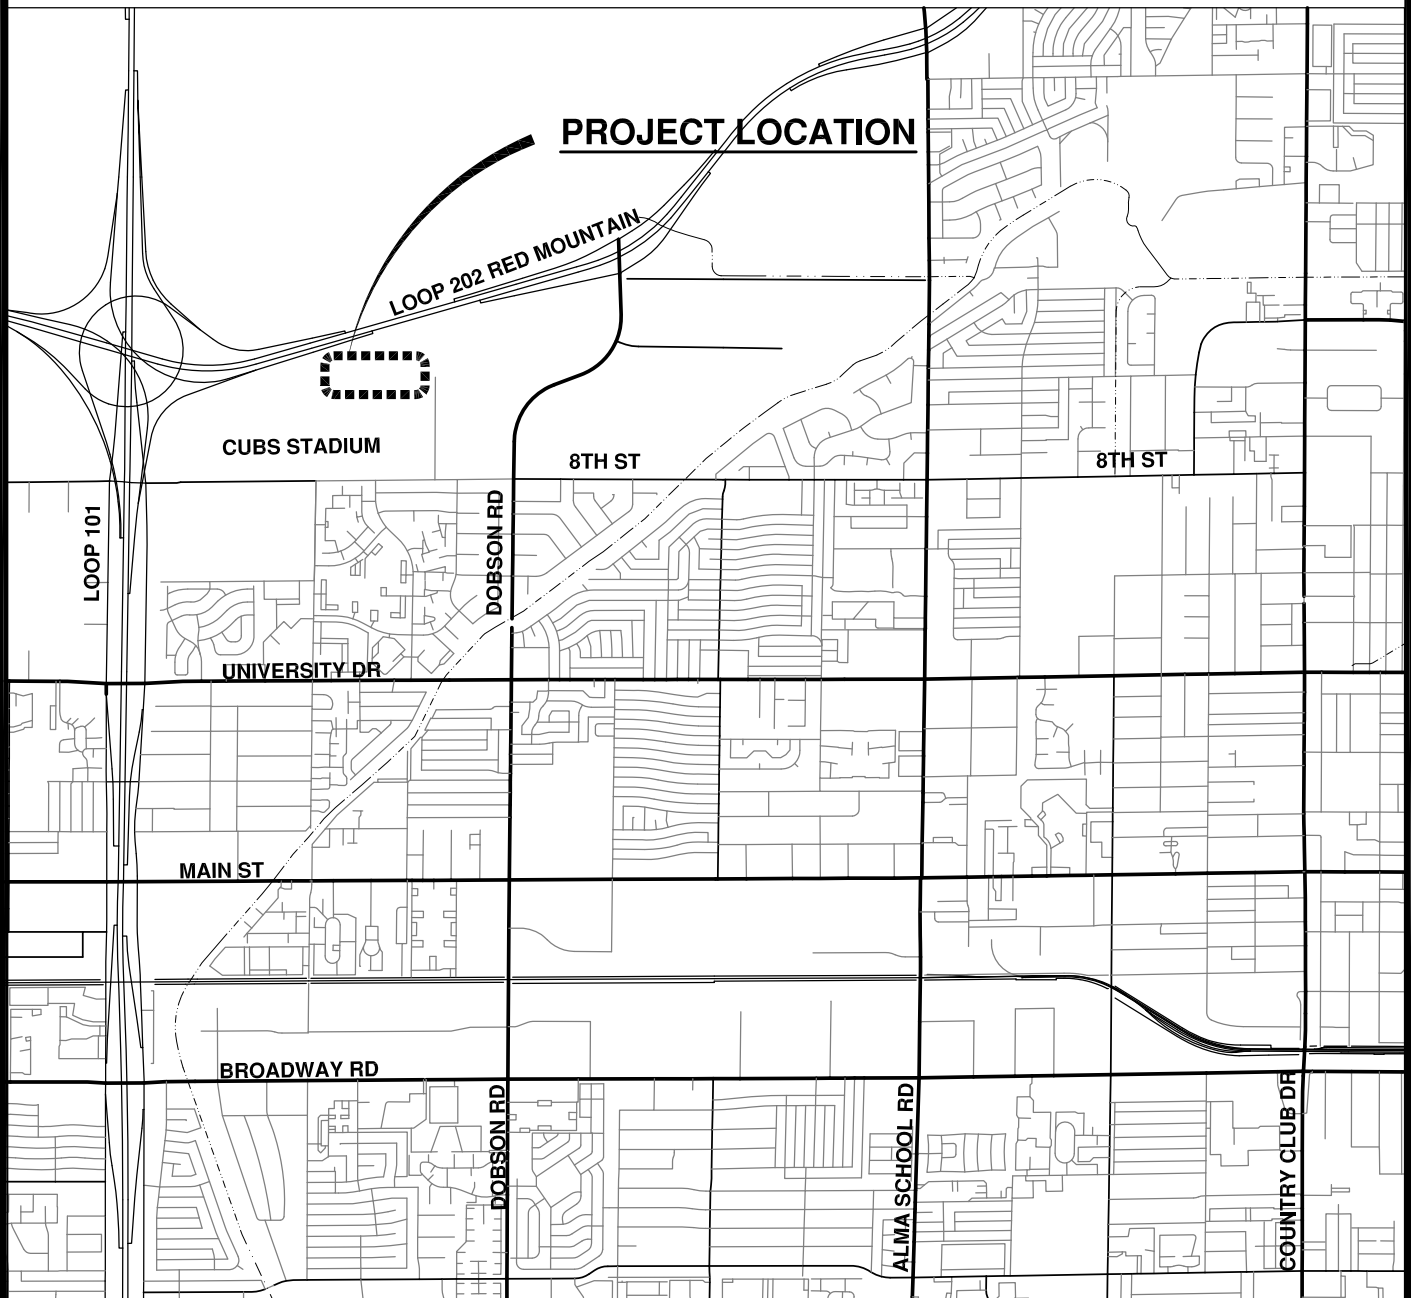 PROJECT LOCATION
LOOP 202 RED MOUNTAIN
CUBS STADIUM
8TH ST
8TH ST
LOOP 101
DOBSON RD
UNIVERSITY DR
MAIN ST
BROADWAY RD
DOBSON RD
ALMA SCHOOL RD
COUNTRY CLUB DR